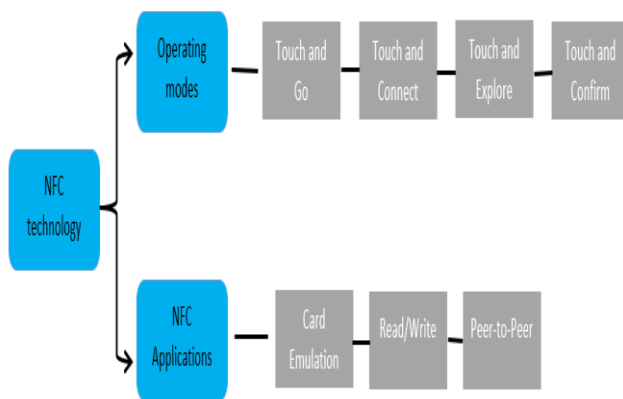 Operating
modes
Touch and
Go
Touch and
Connect
Touch and
Explore
Touch and
Confirm
NFC
technology
NFC
Applications
Card
Emulation
Read/Write
Peer-to-Peer